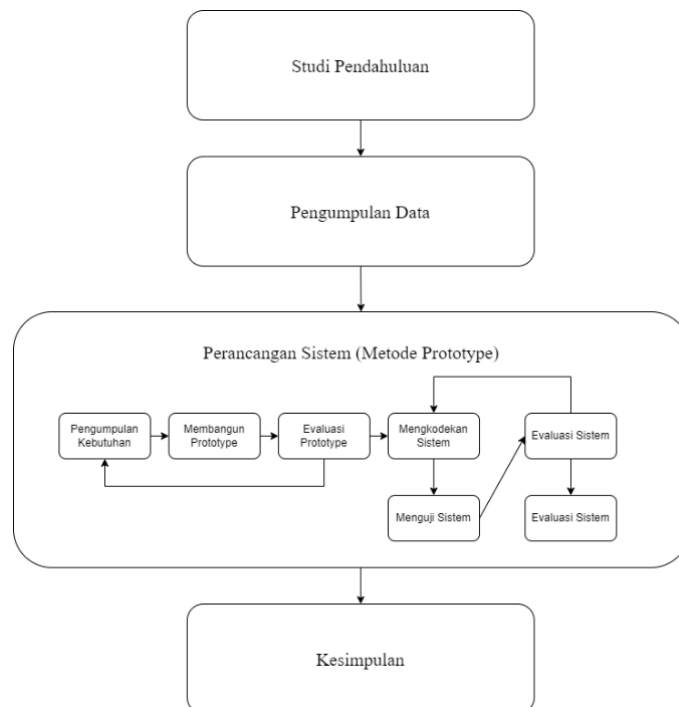 Studi Pendahuluan
Pengumpulan Data
Perancangan Sistem (Metode Prototype)
Pengumpulan
Kebutuhan
Membangun
Prototype
Evaluasi
Prototype
Mengkodekan
Sistem
Evaluasi Sistem
Menguji Sistem
Evaluasi Sistem
Kesimpulan